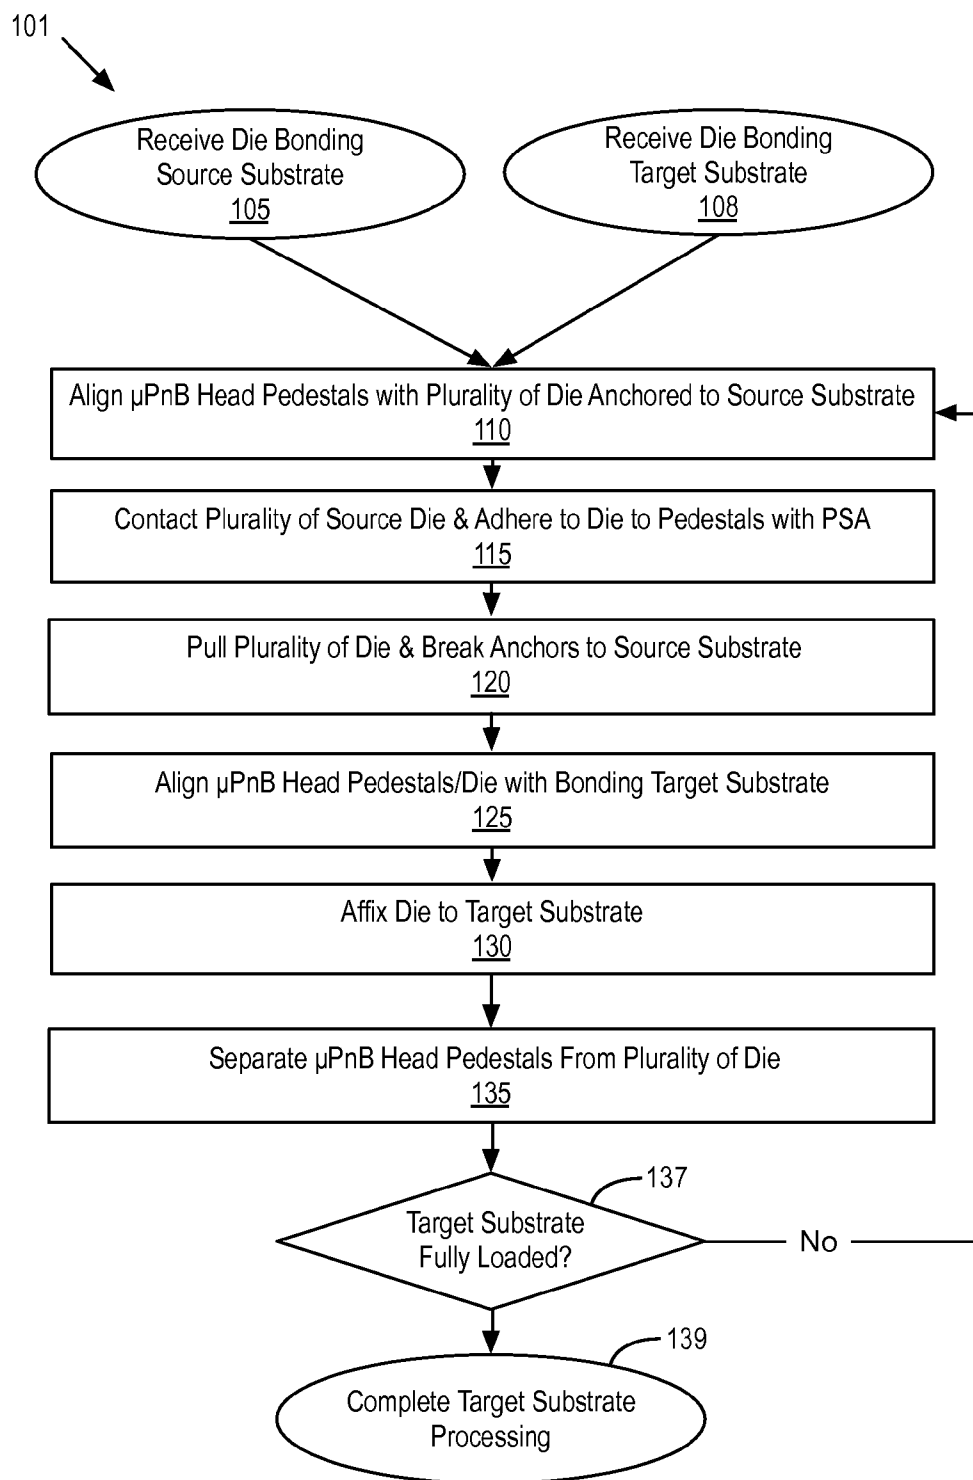 101
Receive Die Bonding
Source Substrate
105
Receive Die Bonding
Target Substrate
108
Align µPnB Head Pedestals with Plurality of Die Anchored to Source Substrate
110
Contact Plurality of Source Die & Adhere to Die to Pedestals with PSA
115
Pull Plurality of Die & Break Anchors to Source Substrate
120
Align µPnB Head Pedestals/Die with Bonding Target Substrate
125
Affix Die to Target Substrate
130
Separate µPnB Head Pedestals From Plurality of Die
135
137
Target Substrate
Fully Loaded?
No
139
Complete Target Substrate
Processing